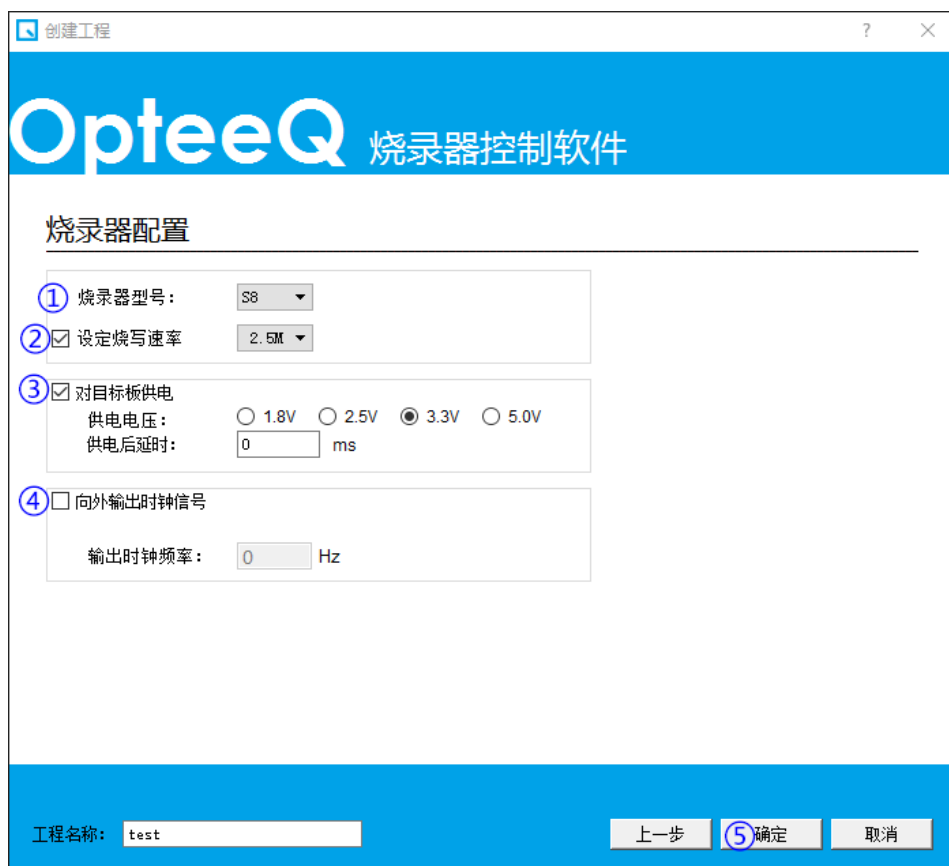 创建工程
OpteeQ 烧录器控制软件
烧录器配置
① 烧录器型号： S8
② 设定烧写速率 2.5M
③ 对目标板供电
供电电压： 1.8V 2.5V 3.3V 5.0V
供电后延时： 0 ms
④ 向外输出时钟信号
输出时钟频率： 0 Hz
工程名称： test 上一步 ⑤ 确定 取消